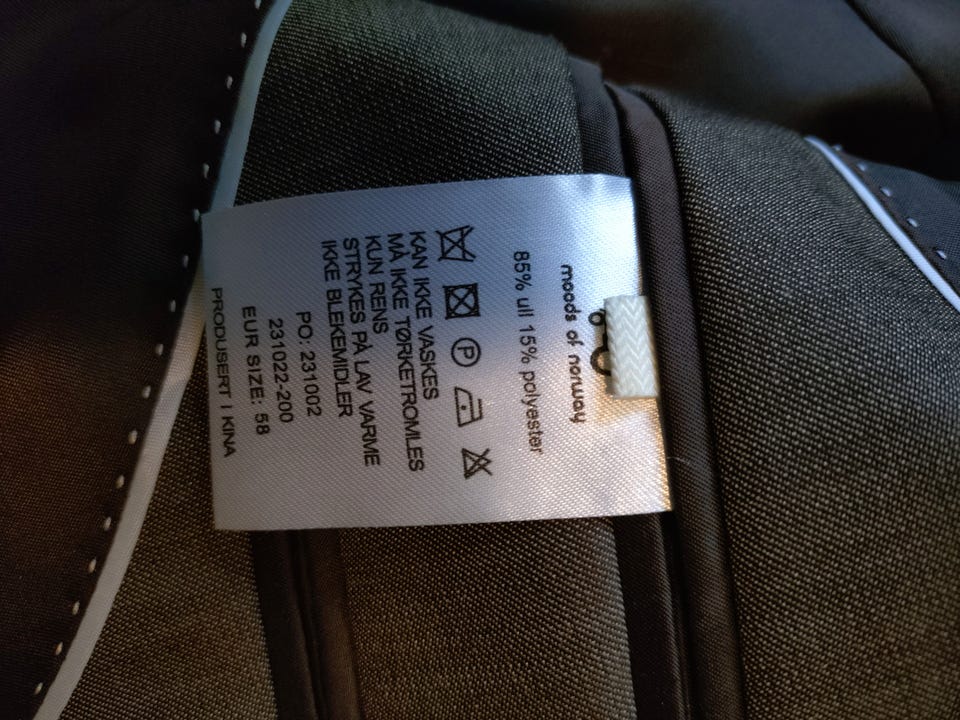 moods of norway
85% ull 15% polyester
P
KAN IKKE VASKES
MÅ IKKE TØRKETROMLES
KUN RENS
STRYKES PÅ LAV VARME
IKKE BLEKEMIDLER
PO: 231002
231022-200
EUR SIZE: 58
PRODUSERT I KINA